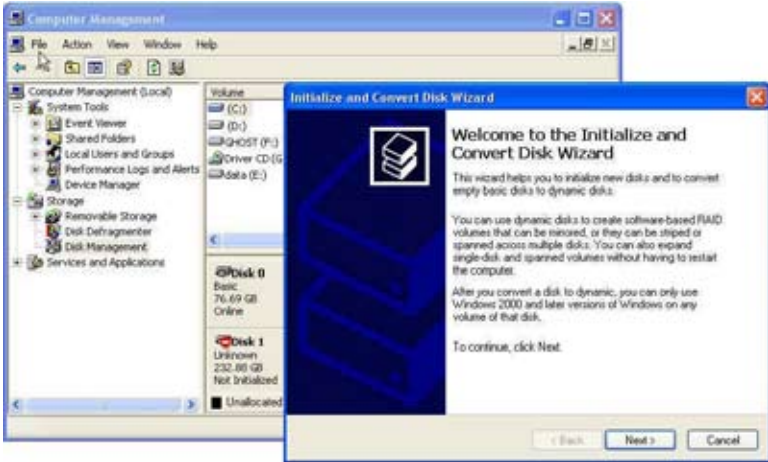 Computer Management
File Action View Window Help
Computer Management (Local)
System Tools
Event Viewer
Shared Folders
Local Users and Groups
Performance Logs and Alerts
Device Manager
Storage
Removable Storage
Disk Defragmenter
Disk Management
Services and Applications
Volume
(C:)
(D:)
GHOST (F:)
Driver CD (G
data (E:)
Disk 0
Basic
76.69 GB
Online
Disk 1
Unknown
232.88 GB
Not Initialized
Unallocated
Initialize and Convert Disk Wizard
Welcome to the Initialize and
Convert Disk Wizard
This wizard helps you to initialize new disks and to convert
empty basic disks to dynamic disks.
You can use dynamic disks to create software-based RAID
volumes that can be mirrored, or they can be striped or
spanned across multiple disks. You can also expand
single-disk and spanned volumes without having to restart
the computer.
After you convert a disk to dynamic, you can only use
Windows 2000 and later versions of Windows on any
volume of that disk.
To continue, click Next.
< Back Next > Cancel